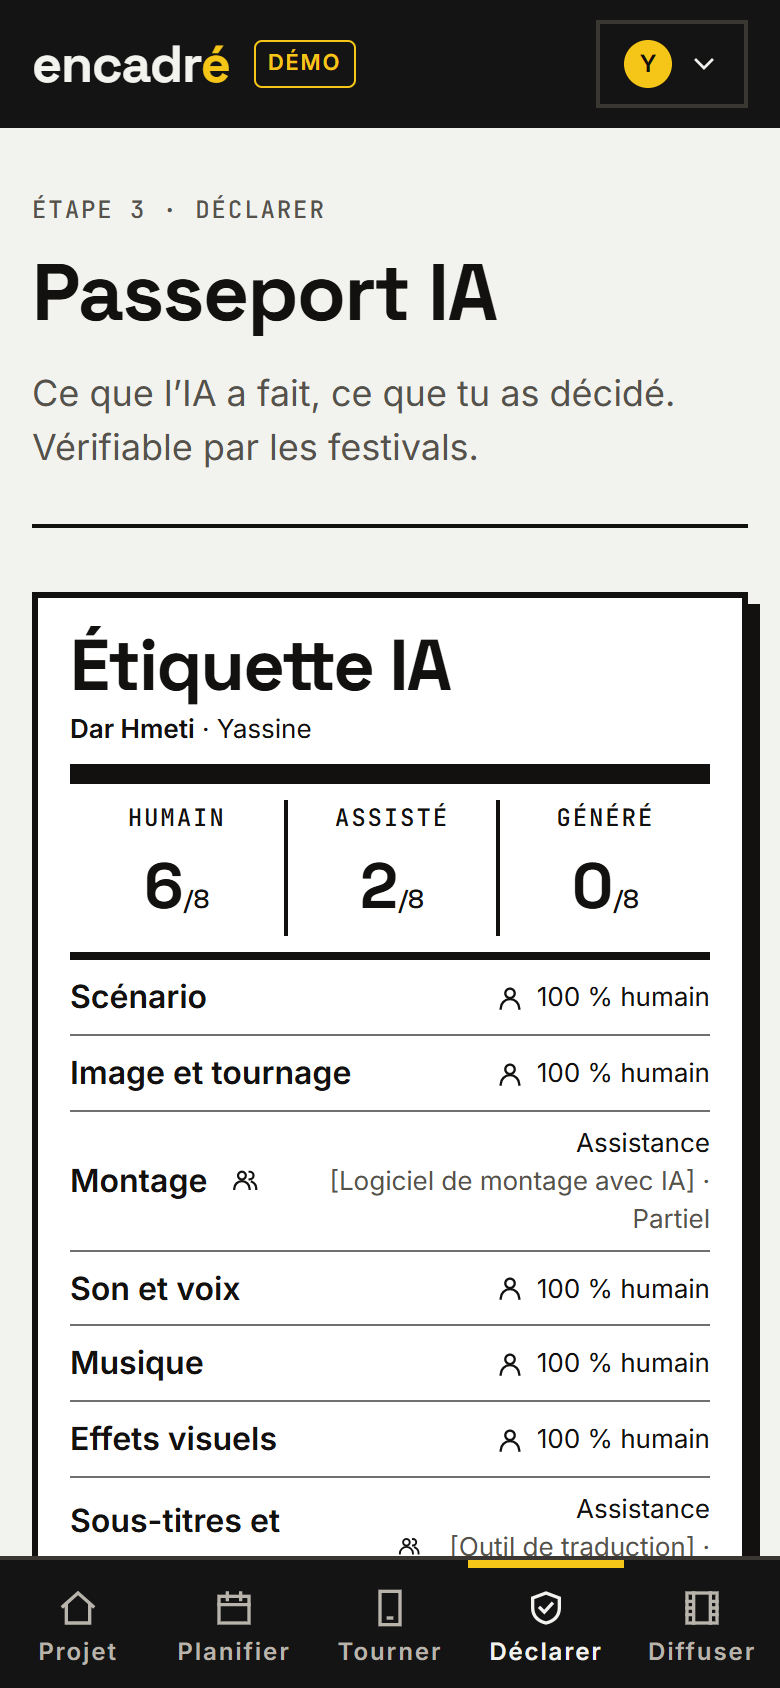 encadré DÉMO Y
ÉTAPE 3 · DÉCLARER
Passeport IA
Ce que l’IA a fait, ce que tu as décidé.
Vérifiable par les festivals.
Étiquette IA
Dar Hmeti · Yassine
HUMAIN ASSISTÉ GÉNÉRÉ
6/8 2/8 0/8
Scénario 100 % humain
Image et tournage 100 % humain
Montage Assistance
[Logiciel de montage avec IA] ·
Partiel
Son et voix 100 % humain
Musique 100 % humain
Effets visuels 100 % humain
Sous-titres et Assistance
[Outil de traduction] ·
Projet Planifier Tourner Déclarer Diffuser